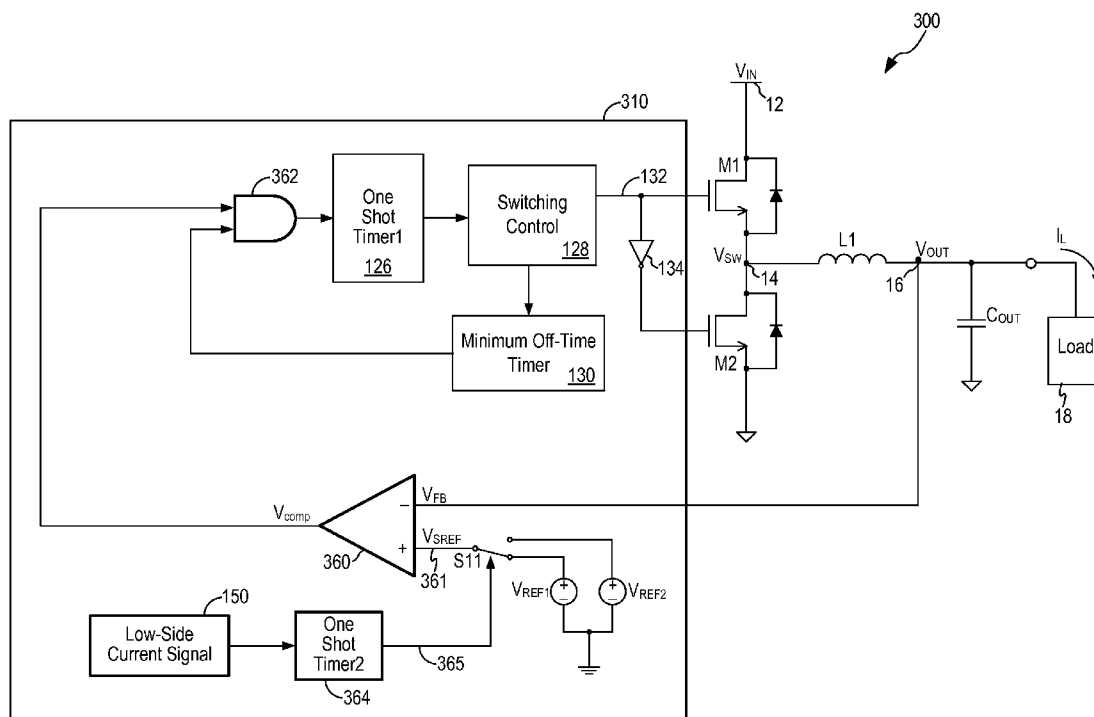 300
V_IN
12
310
362
One
Shot
Timer1
126
Switching
Control
128
132
134
M1
V_SW
14
L1
V_OUT
16
I_L
C_OUT
Load
18
Minimum Off-Time
Timer
130
M2
V_comp
360
V_FB
V_SREF
361
S11
V_REF1
V_REF2
150
Low-Side
Current Signal
One
Shot
Timer2
364
365